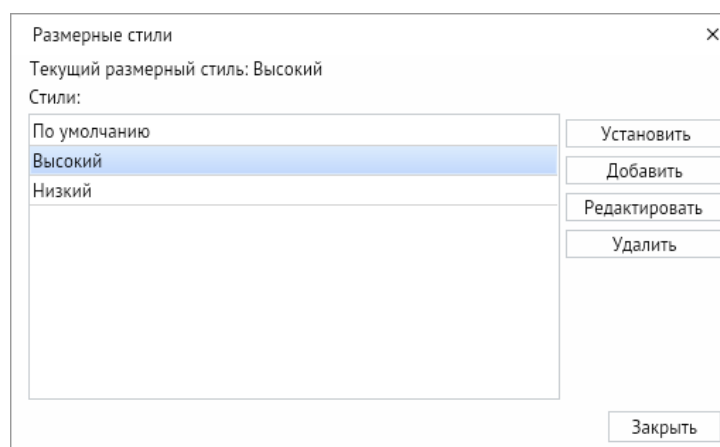 Размерные стили
Текущий размерный стиль: Высокий
Стили:
По умолчанию
Высокий
Низкий
Установить
Добавить
Редактировать
Удалить
Закрыть